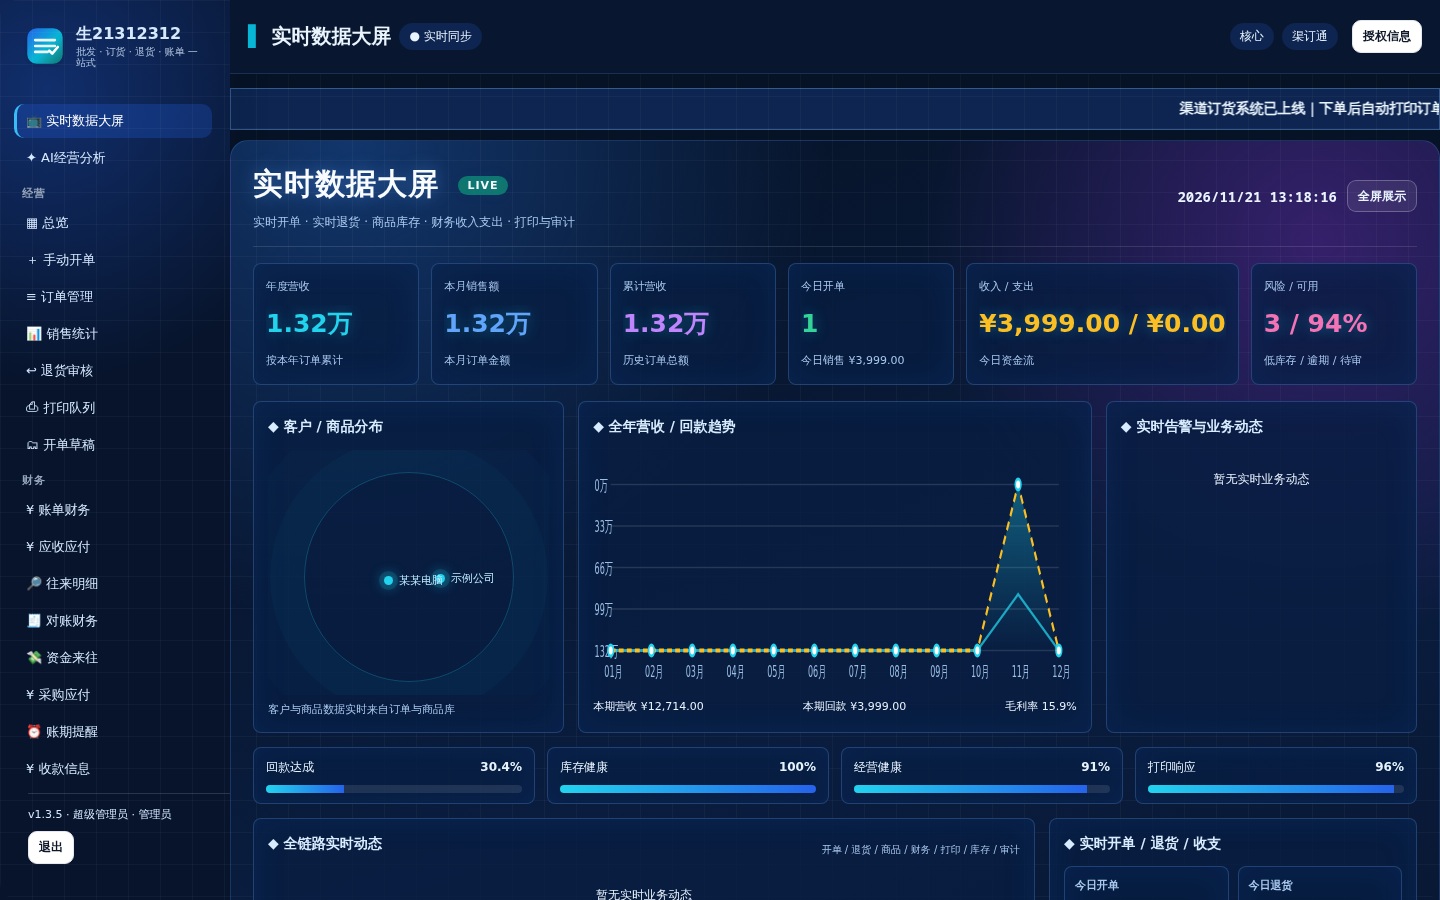 生21312312
批发 · 订货 · 退货 · 账单 一
站式
📺 实时数据大屏
✦ AI经营分析
经营
▦ 总览
+ 手动开单
≡ 订单管理
📊 销售统计
↩ 退货审核
⎙ 打印队列
🗂 开单草稿
财务
¥ 账单财务
¥ 应收应付
🔎 往来明细
🧾 对账财务
💸 资金来往
¥ 采购应付
⏰ 账期提醒
¥ 收款信息
v1.3.5 · 超级管理员 · 管理员
退出
实时数据大屏
● 实时同步
核心
渠订通
授权信息
渠道订货系统已上线 | 下单后自动打印订单
实时数据大屏
LIVE
实时开单 · 实时退货 · 商品库存 · 财务收入支出 · 打印与审计
2026/11/21 13:18:16
全屏展示
年度营收
1.32万
按本年订单累计
本月销售额
1.32万
本月订单金额
累计营收
1.32万
历史订单总额
今日开单
1
今日销售 ¥3,999.00
收入 / 支出
¥3,999.00 / ¥0.00
今日资金流
风险 / 可用
3 / 94%
低库存 / 逾期 / 待审
◆ 客户 / 商品分布
某某电脑
示例公司
客户与商品数据实时来自订单与商品库
◆ 全年营收 / 回款趋势
0万
33万
66万
99万
132万
01月 02月 03月 04月 05月 06月 07月 08月 09月 10月 11月 12月
本期营收 ¥12,714.00
本期回款 ¥3,999.00
毛利率 15.9%
◆ 实时告警与业务动态
暂无实时业务动态
回款达成 30.4%
库存健康 100%
经营健康 91%
打印响应 96%
◆ 全链路实时动态
开单 / 退货 / 商品 / 财务 / 打印 / 库存 / 审计
暂无实时业务动态
◆ 实时开单 / 退货 / 收支
今日开单
今日退货